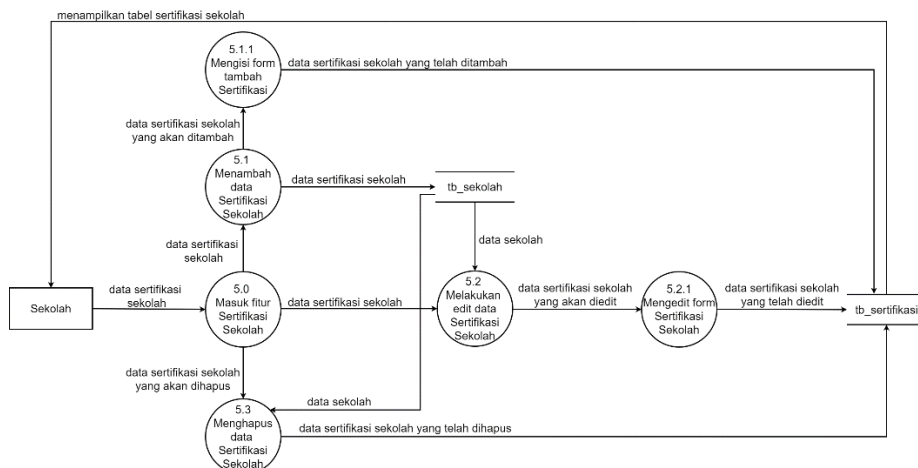 menampilkan tabel sertifikasi sekolah
5.1.1
Mengisi form
tambah
Sertifikasi
data sertifikasi sekolah yang telah ditambah
data sertifikasi sekolah
yang akan ditambah
5.1
Menambah
data
Sertifikasi
Sekolah
data sertifikasi sekolah
tb_sekolah
data sertifikasi
sekolah
data sekolah
Sekolah
data sertifikasi
sekolah
5.0
Masuk fitur
Sertifikasi
Sekolah
data sertifikasi sekolah
5.2
Melakukan
edit data
Sertifikasi
Sekolah
data sertifikasi sekolah
yang akan diedit
5.2.1
Mengedit form
Sertifikasi
Sekolah
data sertifikasi sekolah
yang telah diedit
tb_sertifikasi
data sertifikasi sekolah
yang akan dihapus
data sekolah
5.3
Menghapus
data
Sertifikasi
Sekolah
data sertifikasi sekolah yang telah dihapus